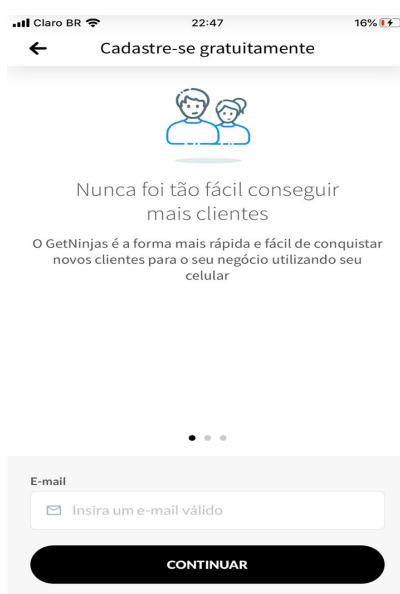 Claro BR
22:47
16%
Cadastre-se gratuitamente
Nunca foi tão fácil conseguir
mais clientes
O GetNinjas é a forma mais rápida e fácil de conquistar
novos clientes para o seu negócio utilizando seu
celular
E-mail
Insira um e-mail válido
CONTINUAR